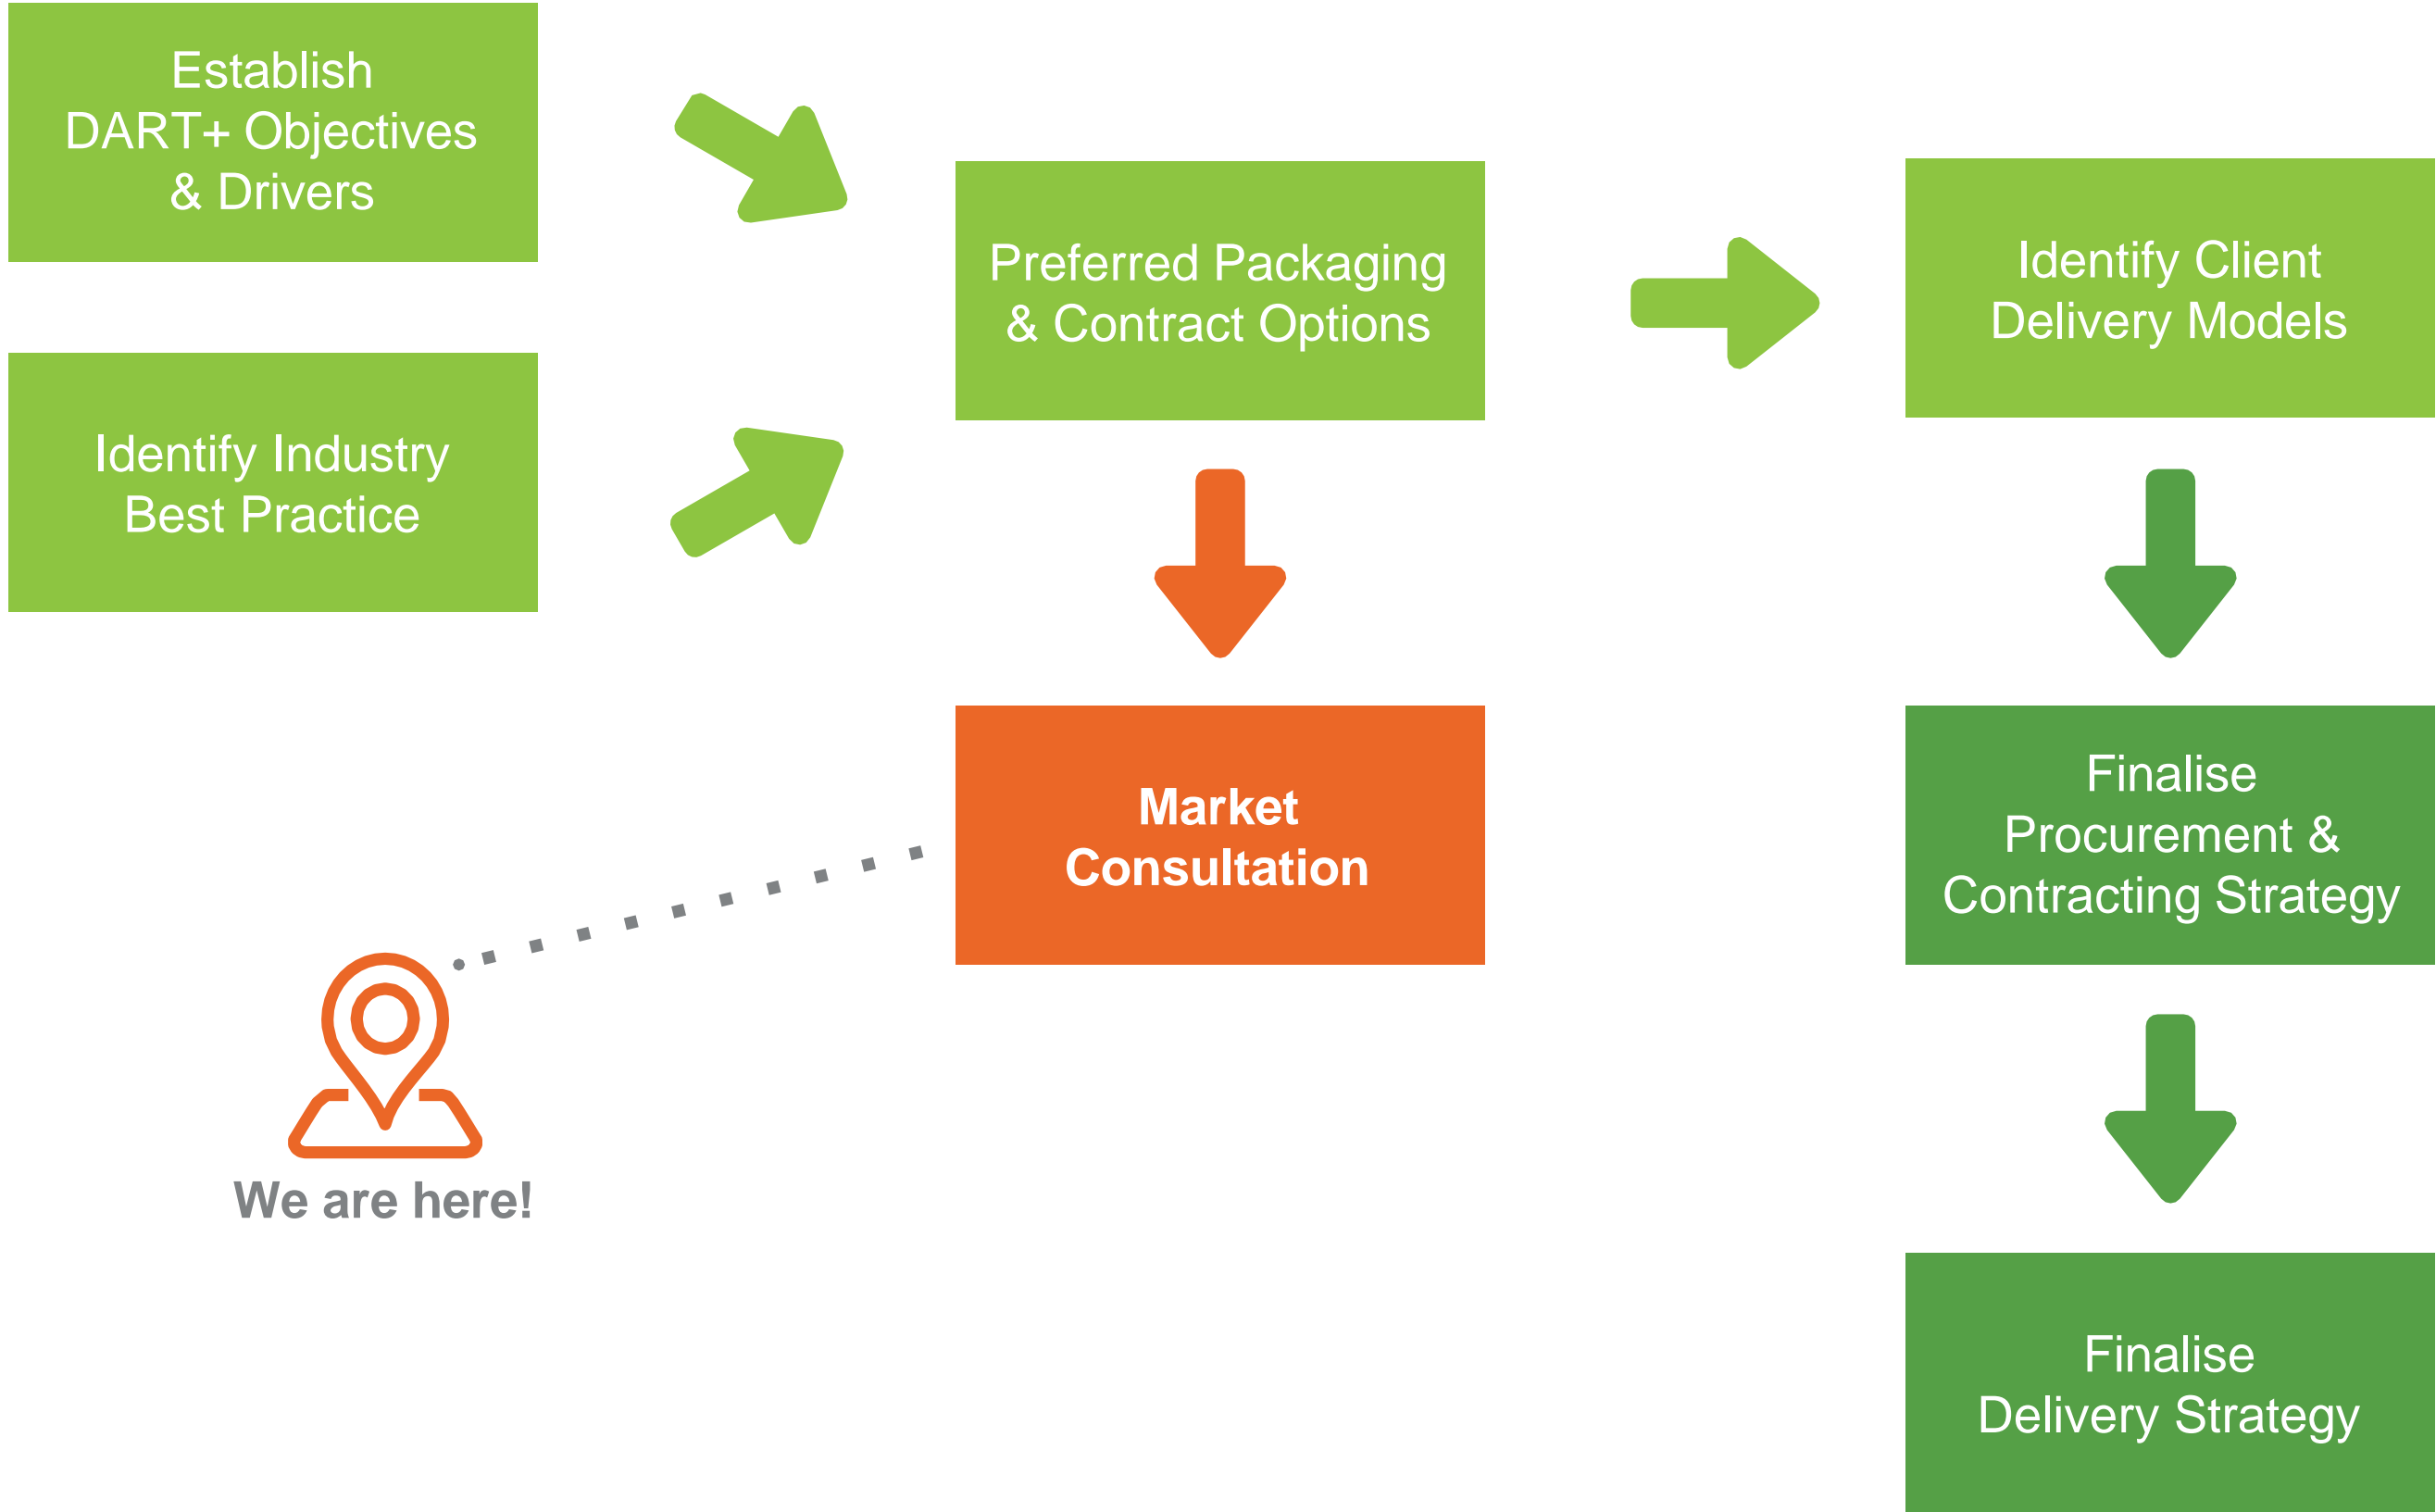 Establish
DART+ Objectives
& Drivers
Identify Industry
Best Practice
Preferred Packaging
& Contract Options
Identify Client
Delivery Models
Market
Consultation
Finalise
Procurement &
Contracting Strategy
We are here!
Finalise
Delivery Strategy